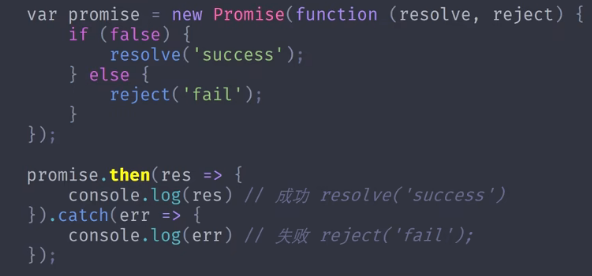 var promise = new Promise(function (resolve, reject) {
    if (false) {
        resolve('success');
    } else {
        reject('fail');
    }
});

promise.then(res => {
    console.log(res) // 成功 resolve('success')
}).catch(err => {
    console.log(err) // 失败 reject('fail');
});